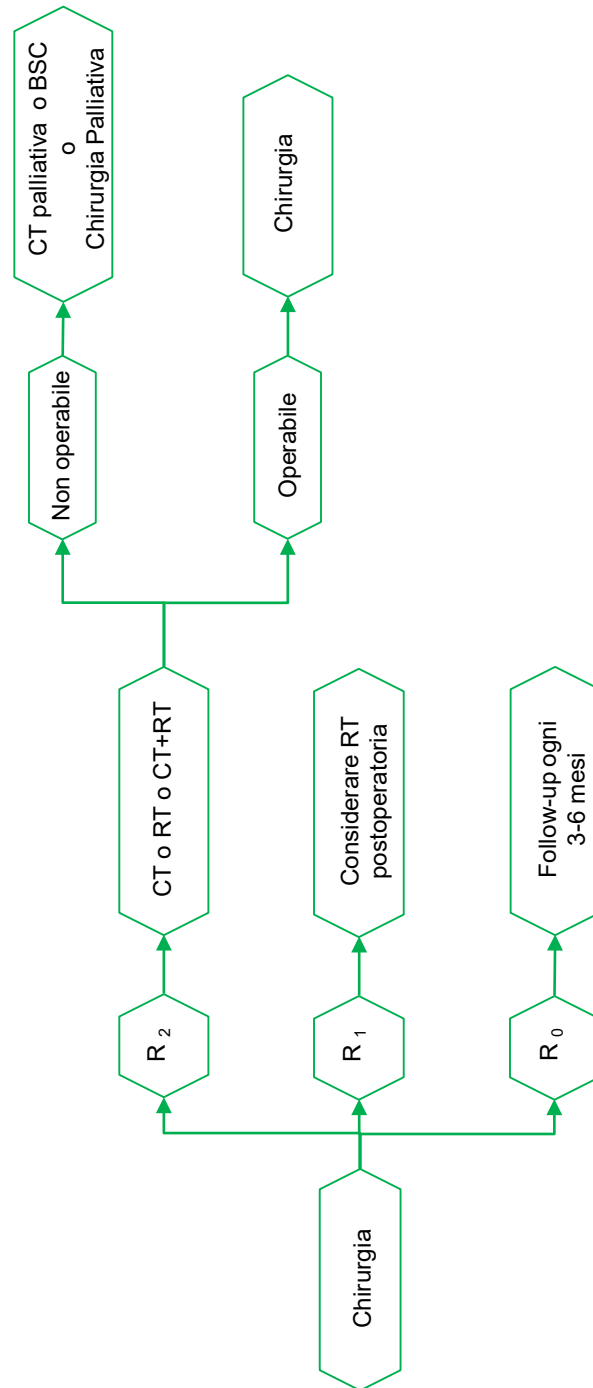 Chirurgia
R 2
R 1
R 0
CT o RT o CT+RT
Considerare RT
postoperatoria
Follow-up ogni
3-6 mesi
Non operabile
Operabile
CT palliativa o BSC
o
Chirurgia Palliativa
Chirurgia